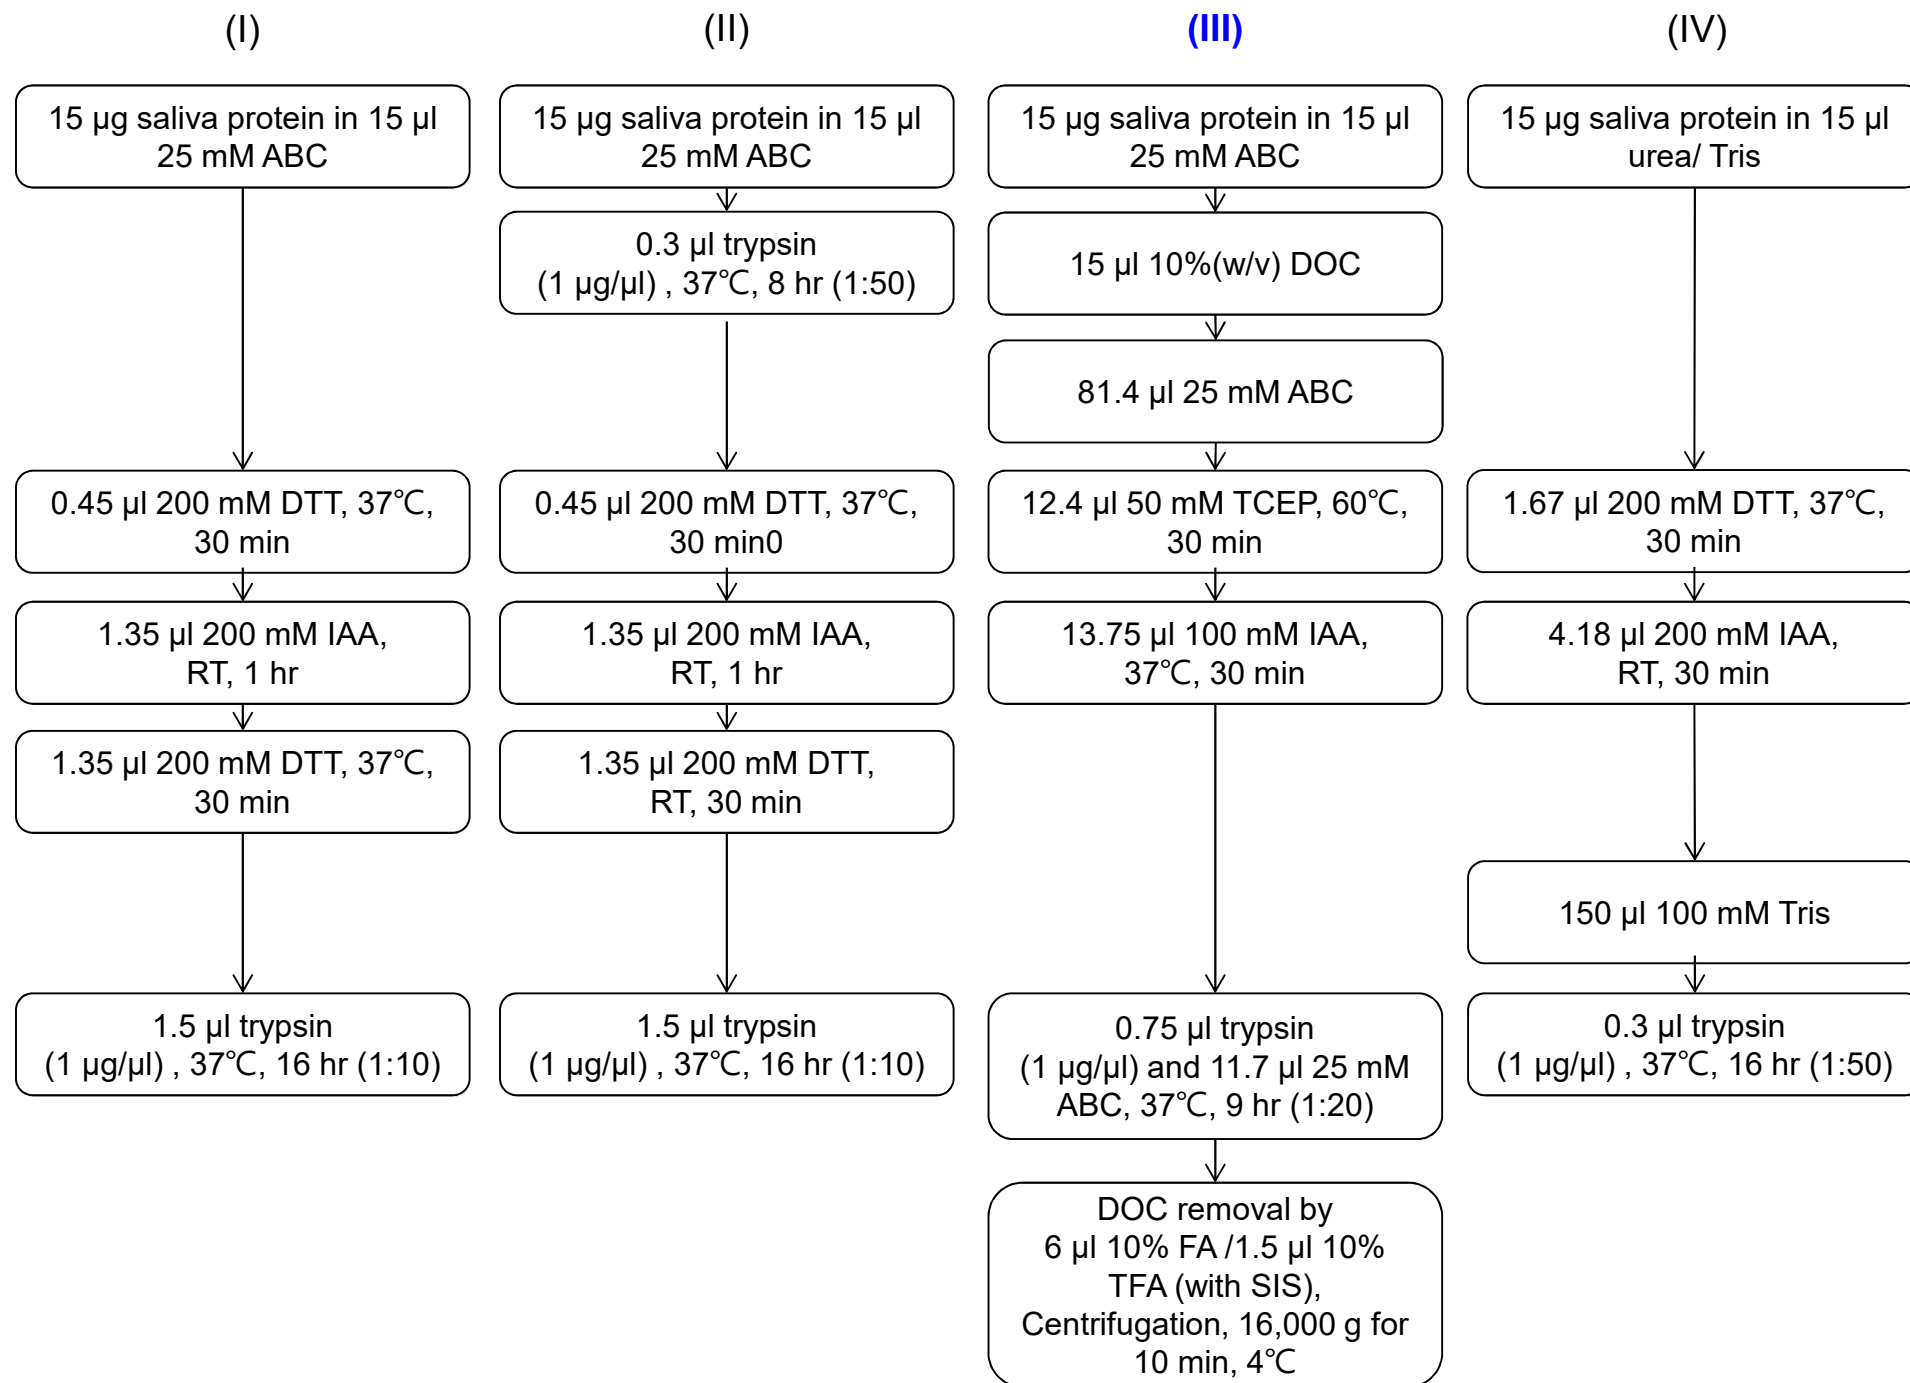 (I)
15 µg saliva protein in 15 µl
25 mM ABC
0.45 µl 200 mM DTT, 37℃,
30 min
1.35 µl 200 mM IAA,
RT, 1 hr
1.35 µl 200 mM DTT, 37℃,
30 min
1.5 µl trypsin
(1 µg/µl) , 37℃, 16 hr (1:10)
(II)
15 µg saliva protein in 15 µl
25 mM ABC
0.3 µl trypsin
(1 µg/µl) , 37℃, 8 hr (1:50)
0.45 µl 200 mM DTT, 37℃,
30 min0
1.35 µl 200 mM IAA,
RT, 1 hr
1.35 µl 200 mM DTT,
RT, 30 min
1.5 µl trypsin
(1 µg/µl) , 37℃, 16 hr (1:10)
(III)
15 µg saliva protein in 15 µl
25 mM ABC
15 µl 10%(w/v) DOC
81.4 µl 25 mM ABC
12.4 µl 50 mM TCEP, 60℃,
30 min
13.75 µl 100 mM IAA,
37℃, 30 min
0.75 µl trypsin
(1 µg/µl) and 11.7 µl 25 mM
ABC, 37℃, 9 hr (1:20)
DOC removal by
6 µl 10% FA /1.5 µl 10%
TFA (with SIS),
Centrifugation, 16,000 g for
10 min, 4℃
(IV)
15 µg saliva protein in 15 µl
urea/ Tris
1.67 µl 200 mM DTT, 37℃,
30 min
4.18 µl 200 mM IAA,
RT, 30 min
150 µl 100 mM Tris
0.3 µl trypsin
(1 µg/µl) , 37℃, 16 hr (1:50)